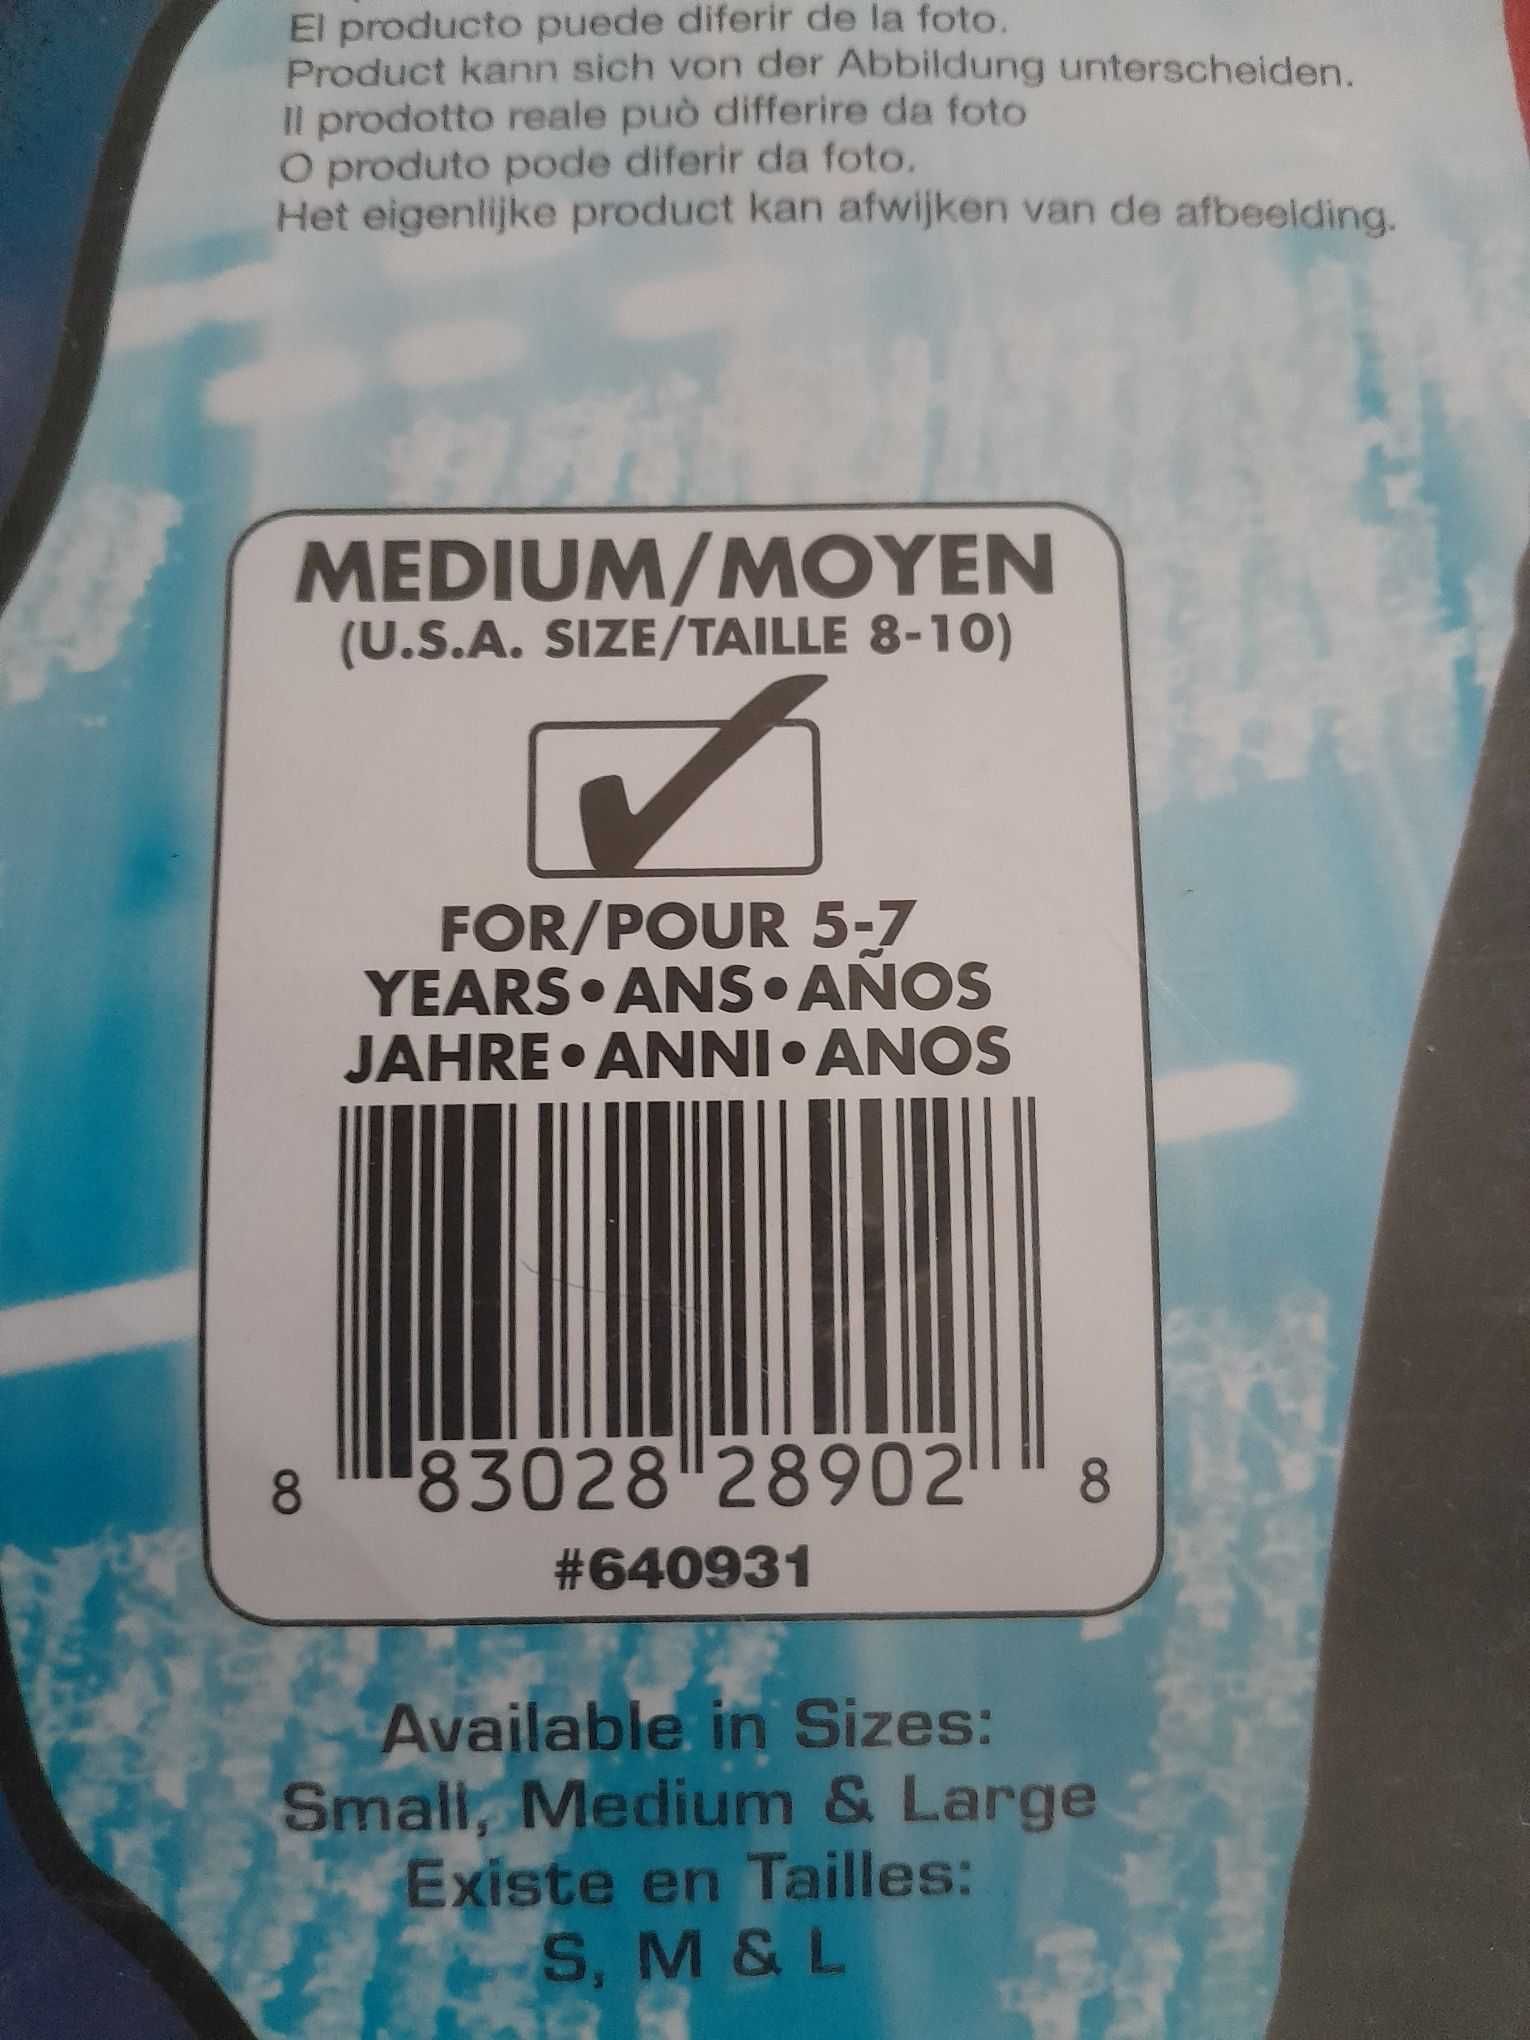 El producto puede diferir de la foto.
Product kann sich von der Abbildung unterscheiden.
Il prodotto reale può differire da foto
O produto pode diferir da foto.
Het eigenlijke product kan afwijken van de afbeelding.
MEDIUM/MOYEN
(U.S.A. SIZE/TAILLE 8-10)
FOR/POUR 5-7
YEARS•ANS•AÑOS
JAHRE•ANNI•ANOS
8 83028 28902 8
#640931
Available in Sizes:
Small, Medium & Large
Existe en Tailles:
S, M & L